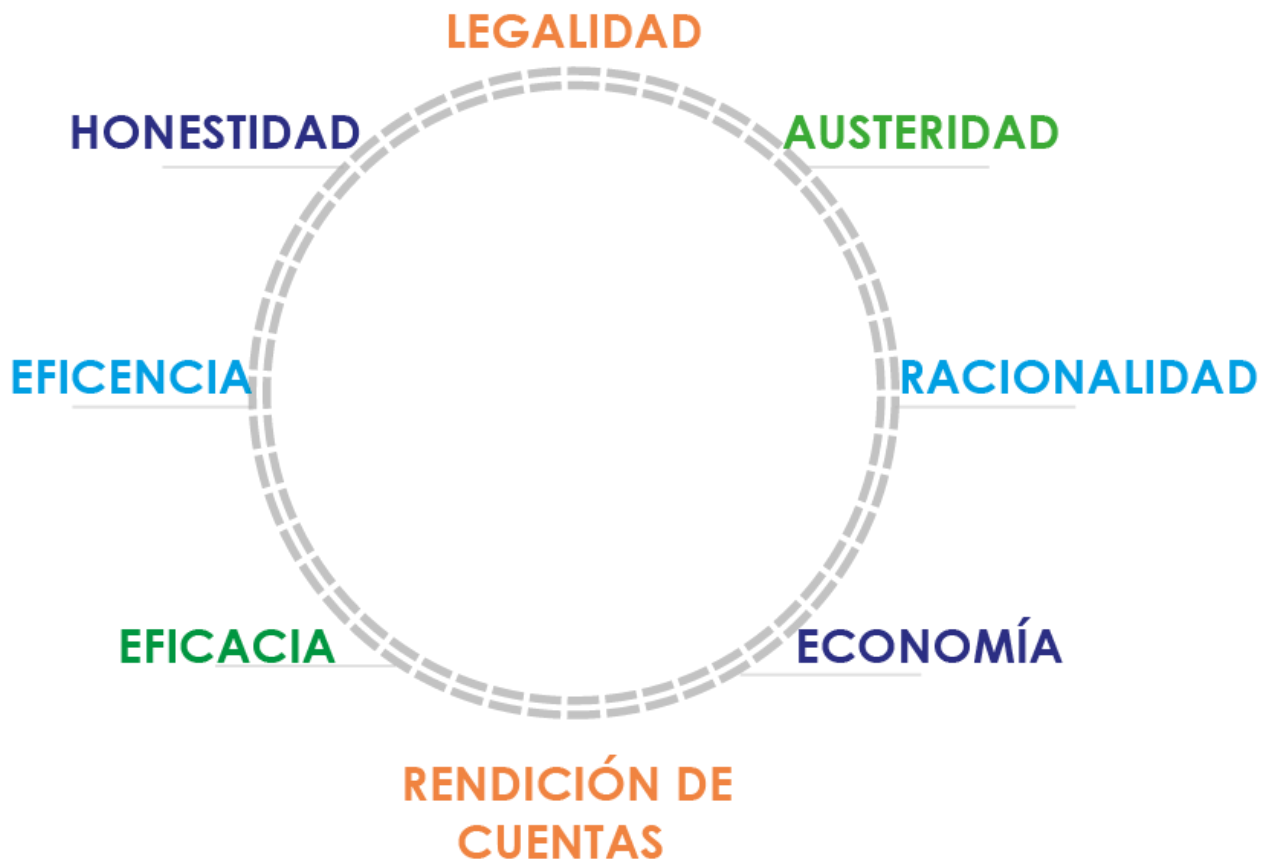 LEGALIDAD
HONESTIDAD
AUSTERIDAD
EFICENCIA
RACIONALIDAD
EFICACIA
ECONOMÍA
RENDICIÓN DE
CUENTAS